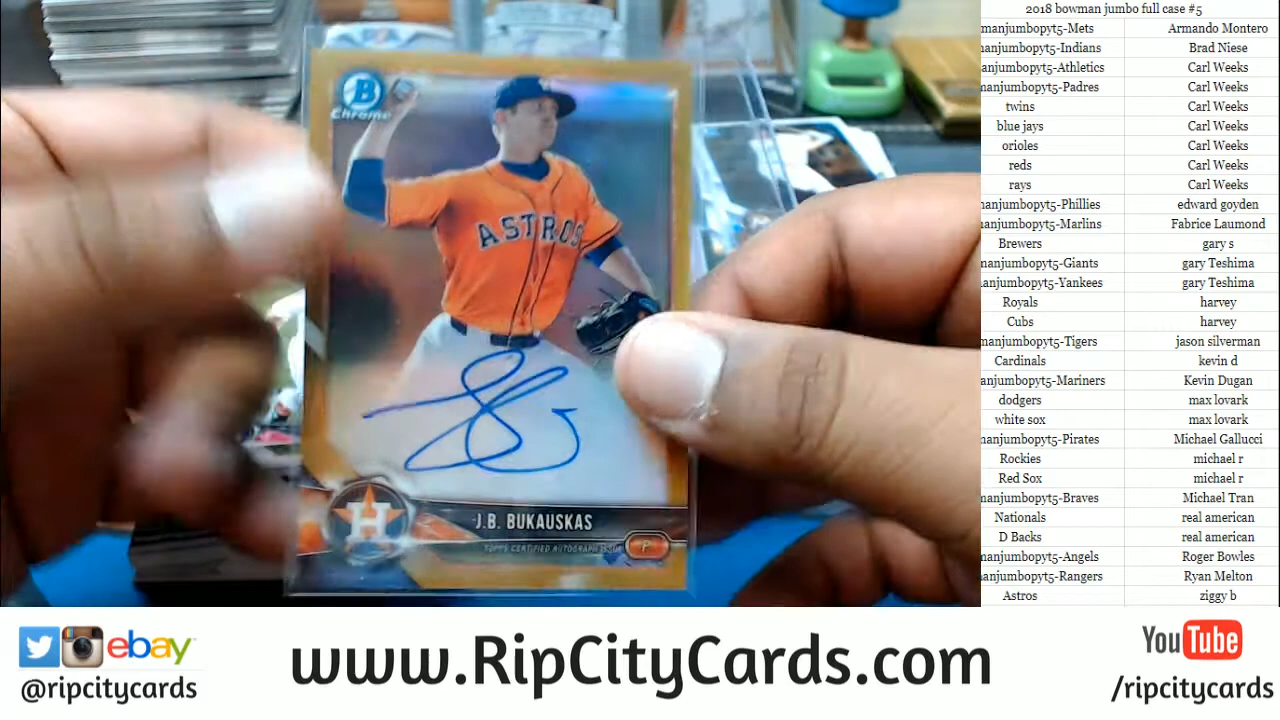 B
Chrome
ASTROS
H
J.B. BUKAUSKAS
TOPPS CERTIFIED AUTOGRAPH ISSUE
P
2018 bowman jumbo full case #5
manjumbopyt5-Mets Armando Montero
manjumbopyt5-Indians Brad Niese
anjumbopyt5-Athletics Carl Weeks
manjumbopyt5-Padres Carl Weeks
twins Carl Weeks
blue jays Carl Weeks
orioles Carl Weeks
reds Carl Weeks
rays Carl Weeks
manjumbopyt5-Phillies edward goyden
manjumbopyt5-Marlins Fabrice Laumond
Brewers gary s
manjumbopyt5-Giants gary Teshima
manjumbopyt5-Yankees gary Teshima
Royals harvey
Cubs harvey
manjumbopyt5-Tigers jason silverman
Cardinals kevin d
anjumbopyt5-Mariners Kevin Dugan
dodgers max lovark
white sox max lovark
manjumbopyt5-Pirates Michael Gallucci
Rockies michael r
Red Sox michael r
manjumbopyt5-Braves Michael Tran
Nationals real american
D Backs real american
manjumbopyt5-Angels Roger Bowles
anjumbopyt5-Rangers Ryan Melton
Astros ziggy b
ebay
@ripcitycards
www.RipCityCards.com
YouTube
/ripcitycards